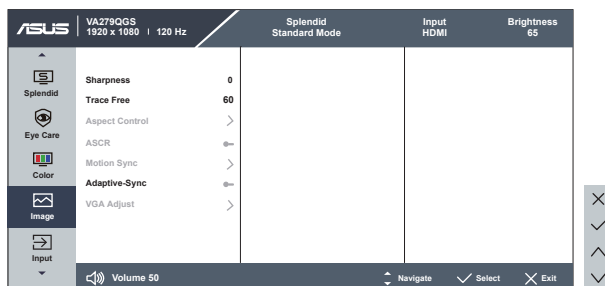 ASUS
VA279QGS
1920 x 1080 | 120 Hz
Splendid
Standard Mode
Input
HDMI
Brightness
65
Splendid
Eye Care
Color
Image
Input
Sharpness 0
Trace Free 60
Aspect Control
ASCR
Motion Sync
Adaptive-Sync
VGA Adjust
Volume 50
Navigate
Select
Exit